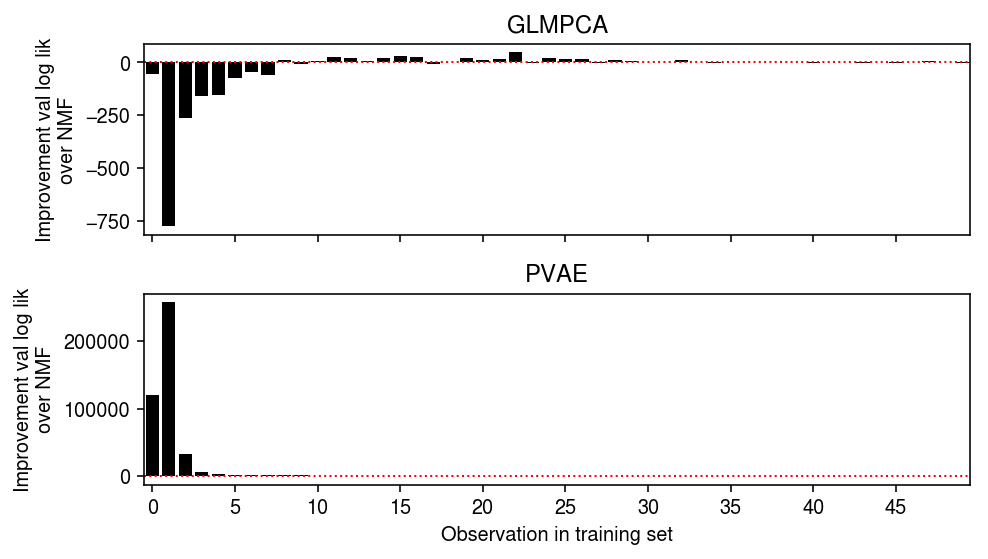 GLMPCA
Improvement val log lik
over NMF
0
−250
−500
−750
PVAE
Improvement val log lik
over NMF
200000
100000
0
0 5 10 15 20 25 30 35 40 45
Observation in training set